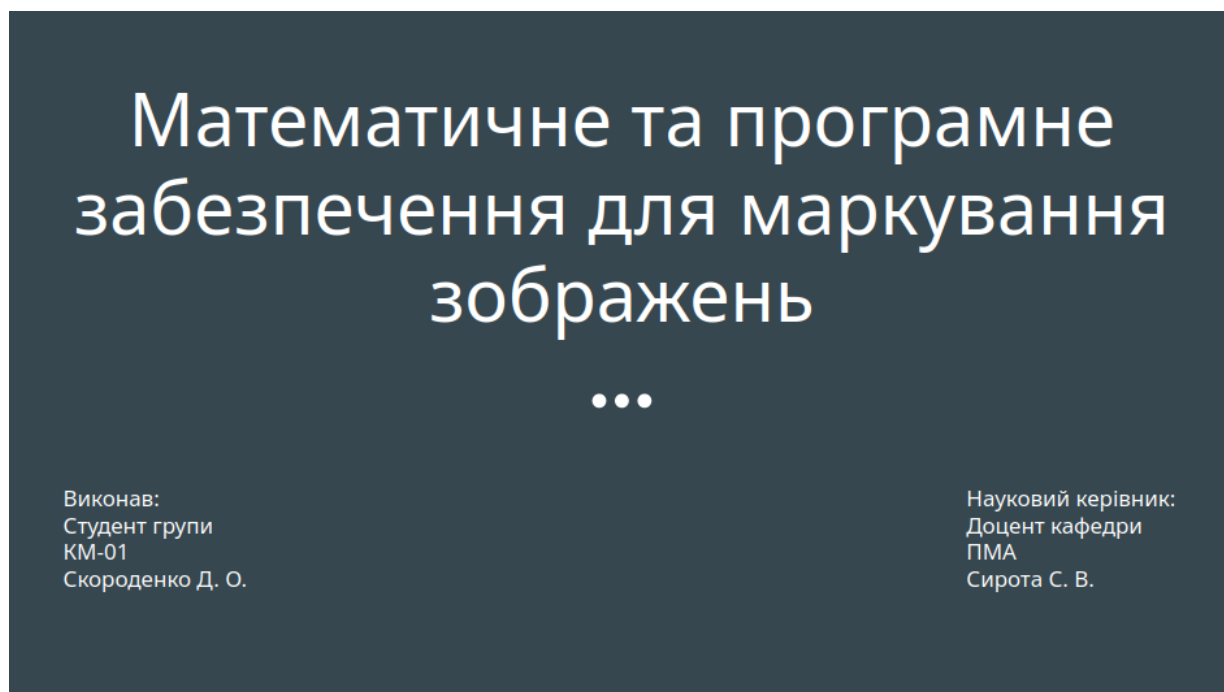 Математичне та програмне
забезпечення для маркування
зображень
Виконав:
Студент групи
КМ-01
Скороденко Д. О.
Науковий керівник:
Доцент кафедри
ПМА
Сирота С. В.